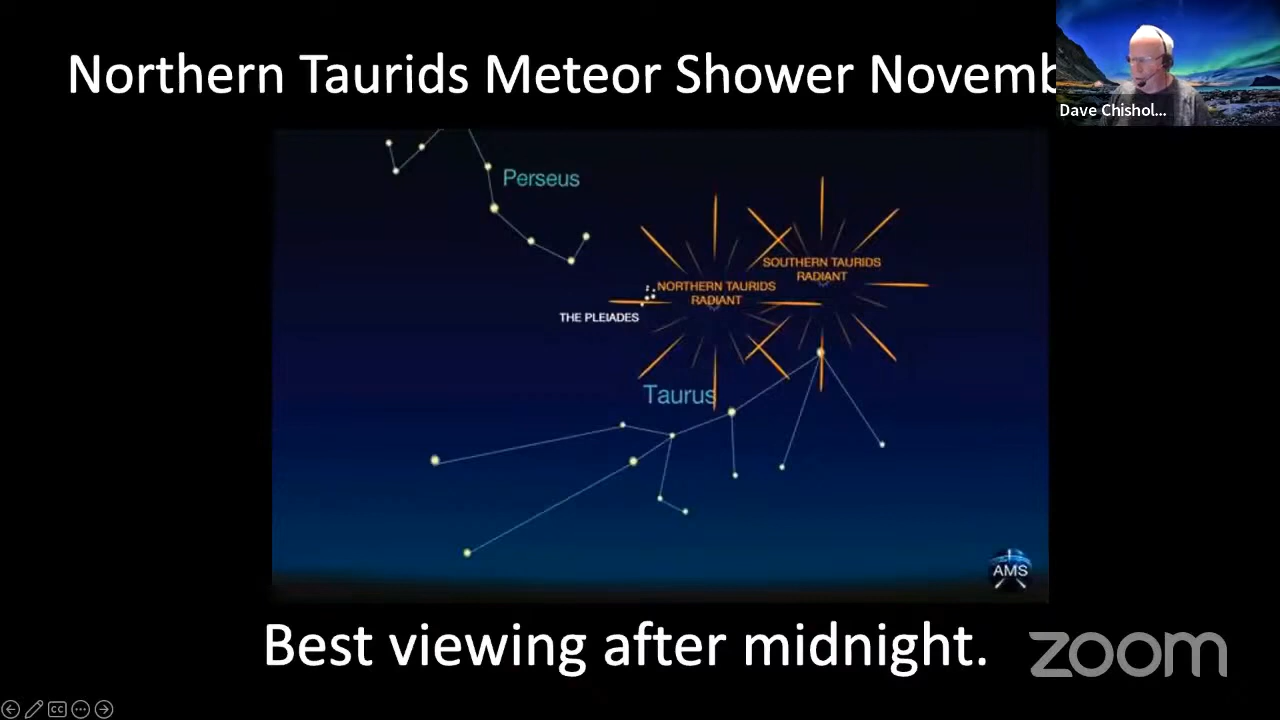 Northern Taurids Meteor Shower Novemb
Dave Chishol...
Perseus
SOUTHERN TAURIDS
RADIANT
NORTHERN TAURIDS
RADIANT
THE PLEIADES
Taurus
AMS
Best viewing after midnight.
zoom
CC